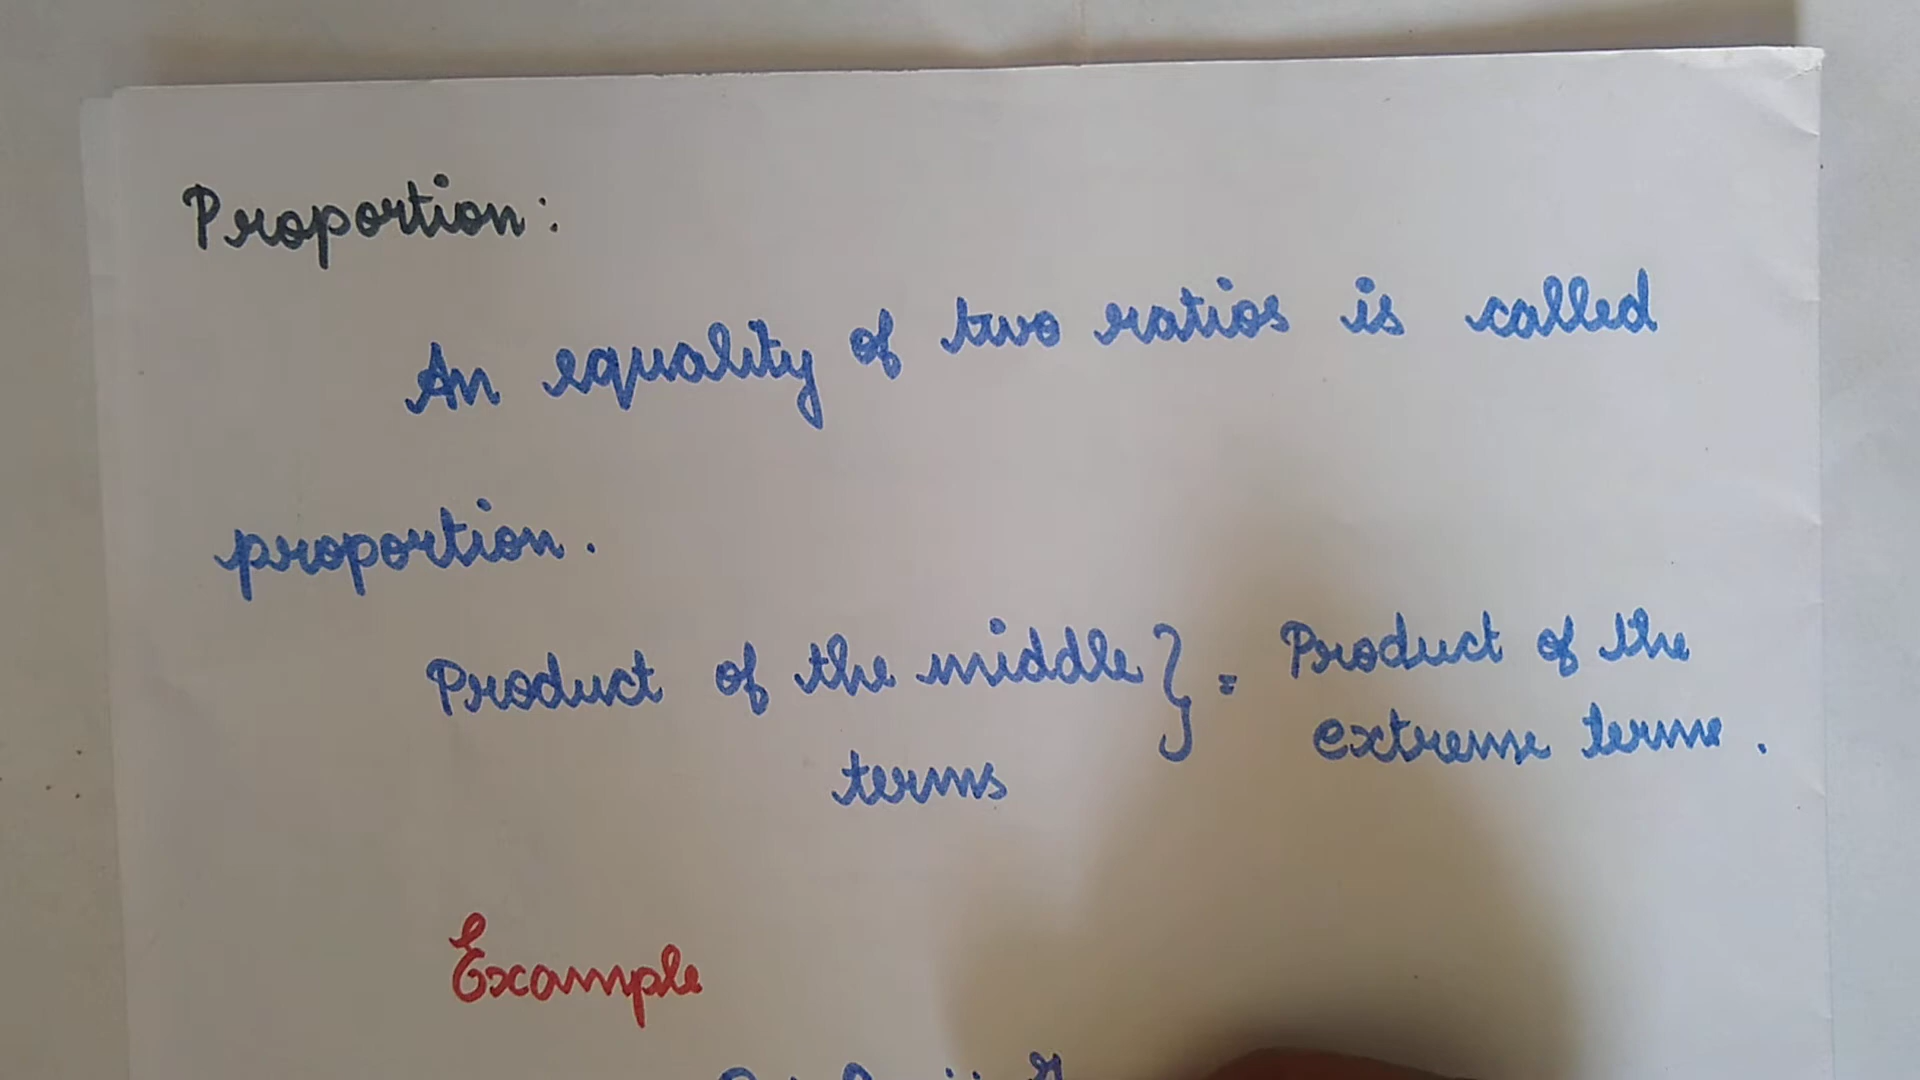 Proportion:
An equality of two ratios is called
proportion.
Product of the middle } = Product of the
terms extreme terms.
Example